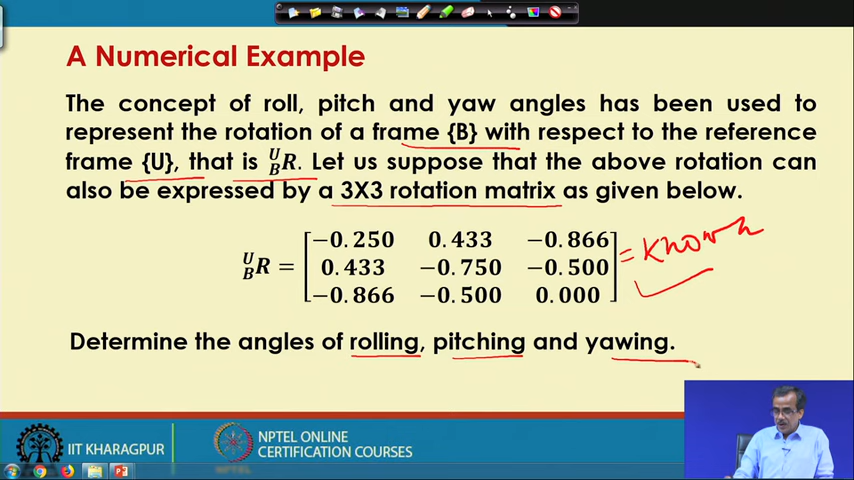 A Numerical Example
The concept of roll, pitch and yaw angles has been used to
represent the rotation of a frame {B} with respect to the reference
frame {U}, that is ᵁ_BR. Let us suppose that the above rotation can
also be expressed by a 3X3 rotation matrix as given below.
−0.250 0.433 −0.866
ᵁ_BR = 0.433 −0.750 −0.500 = known
−0.866 −0.500 0.000
Determine the angles of rolling, pitching and yawing.
IIT KHARAGPUR
NPTEL ONLINE
CERTIFICATION COURSES